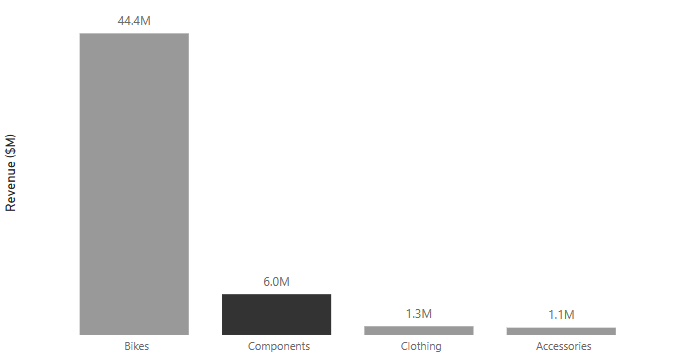 44.4M
Revenue ($M)
6.0M
1.3M
1.1M
Bikes
Components
Clothing
Accessories